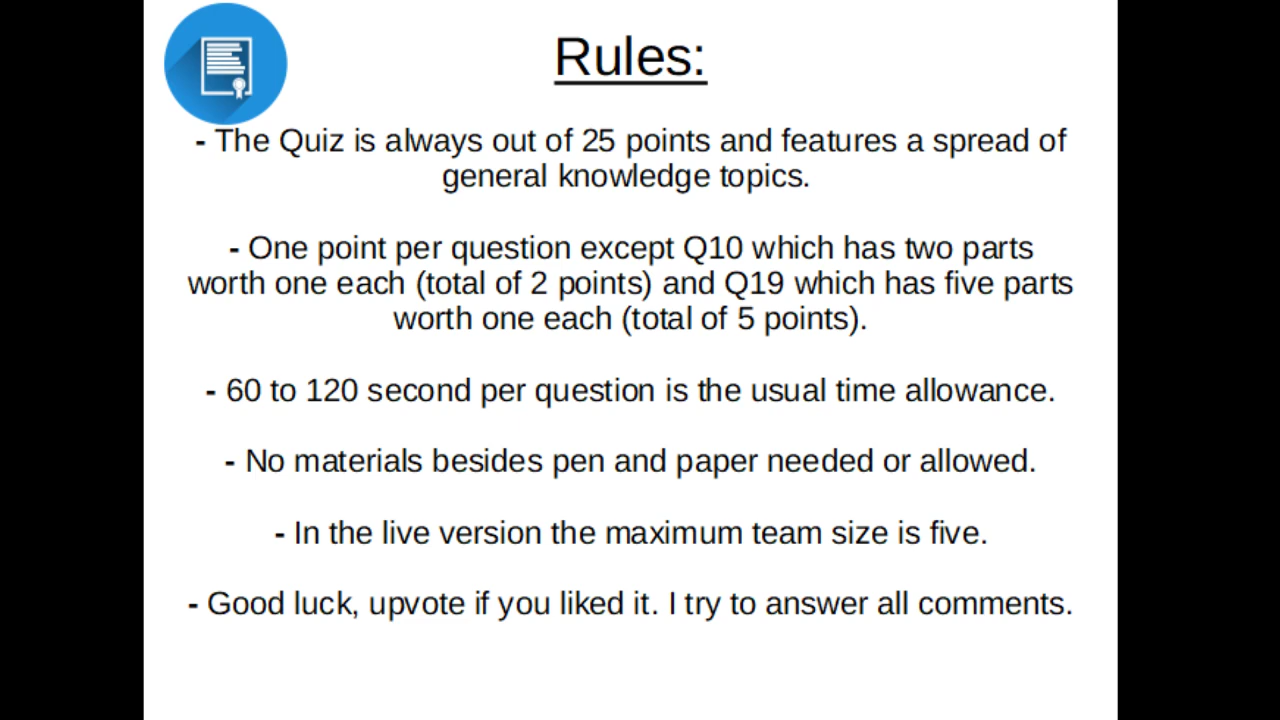 Rules:
- The Quiz is always out of 25 points and features a spread of
general knowledge topics.
- One point per question except Q10 which has two parts
worth one each (total of 2 points) and Q19 which has five parts
worth one each (total of 5 points).
- 60 to 120 second per question is the usual time allowance.
- No materials besides pen and paper needed or allowed.
- In the live version the maximum team size is five.
- Good luck, upvote if you liked it. I try to answer all comments.